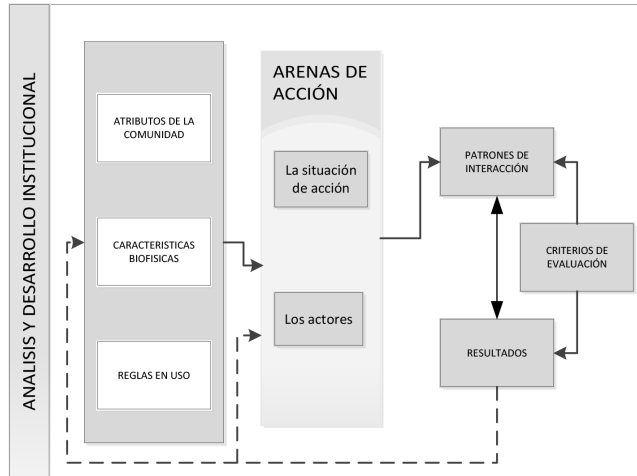 ANALISIS Y DESARROLLO INSTITUCIONAL
ATRIBUTOS DE LA
COMUNIDAD
CARACTERISTICAS
BIOFISICAS
REGLAS EN USO
ARENAS DE
ACCIÓN
La situación
de acción
Los actores
PATRONES DE
INTERACCIÓN
CRITERIOS DE
EVALUACIÓN
RESULTADOS